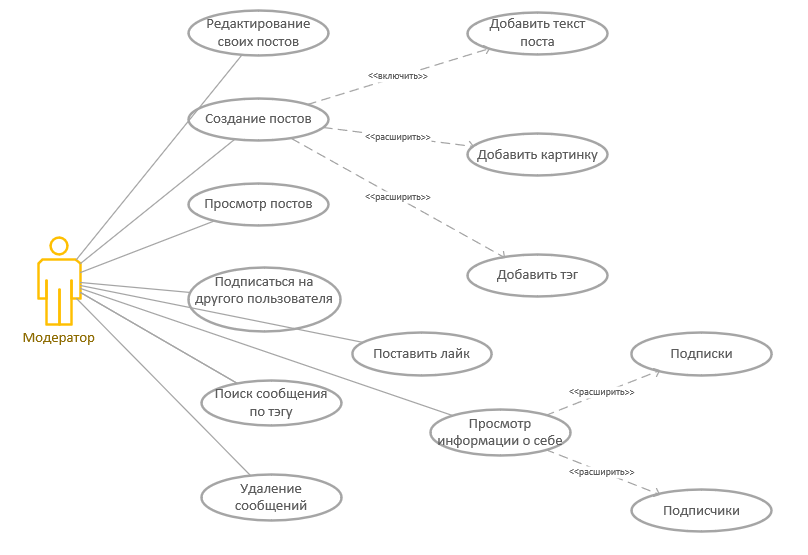 Редактирование
своих постов
Добавить текст
поста
<<включить>>
Создание постов
<<расширить>>
Добавить картинку
Просмотр постов
<<расширить>>
Добавить тэг
Подписаться на
другого пользователя
Модератор
Поставить лайк
Подписки
Поиск сообщения
по тэгу
<<расширить>>
Просмотр
информации о себе
<<расширить>>
Удаление
сообщений
Подписчики